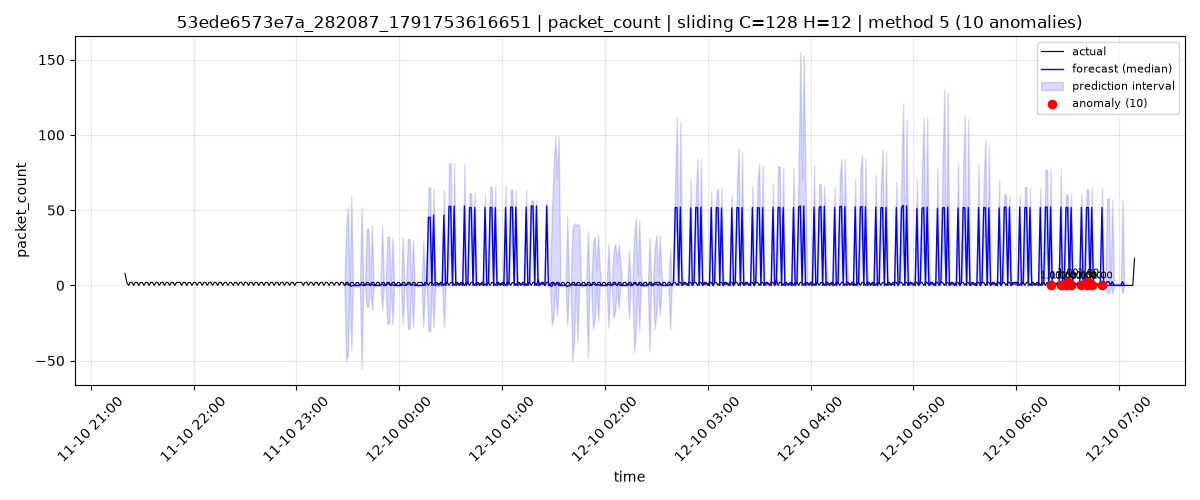 53ede6573e7a_282087_1791753616651 | packet_count | sliding C=128 H=12 | method 5 (10 anomalies)
actual
forecast (median)
prediction interval
anomaly (10)
packet_count
150
100
50
0
−50
11-10 21:00
11-10 22:00
11-10 23:00
12-10 00:00
12-10 01:00
12-10 02:00
12-10 03:00
12-10 04:00
12-10 05:00
12-10 06:00
12-10 07:00
time